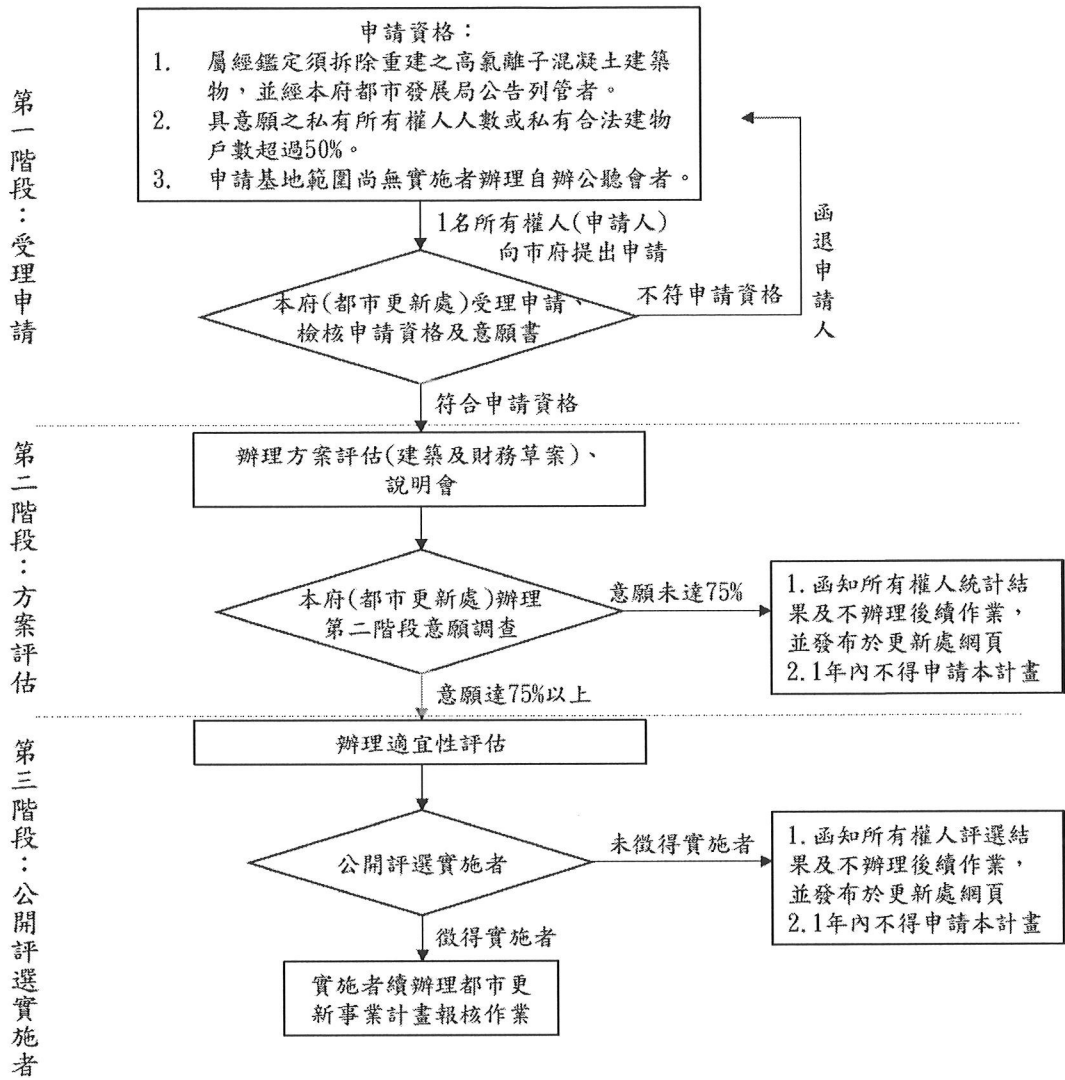 第一階段：受理申請
申請資格：
1. 屬經鑑定須拆除重建之高氯離子混凝土建築
物，並經本府都市發展局公告列管者。
2. 具意願之私有所有權人人數或私有合法建物
戶數超過50%。
3. 申請基地範圍尚無實施者辦理自辦公聽會者。
1名所有權人(申請人)
向市府提出申請
本府(都市更新處)受理申請、
檢核申請資格及意願書
不符申請資格
函退申請人
符合申請資格
第二階段：方案評估
辦理方案評估(建築及財務草案)、
說明會
本府(都市更新處)辦理
第二階段意願調查
意願未達75%
1.函知所有權人統計結
果及不辦理後續作業，
並發布於更新處網頁
2.1年內不得申請本計畫
意願達75%以上
第三階段：公開評選實施者
辦理適宜性評估
公開評選實施者
未徵得實施者
1.函知所有權人評選結
果及不辦理後續作業，
並發布於更新處網頁
2.1年內不得申請本計畫
徵得實施者
實施者續辦理都市更
新事業計畫報核作業